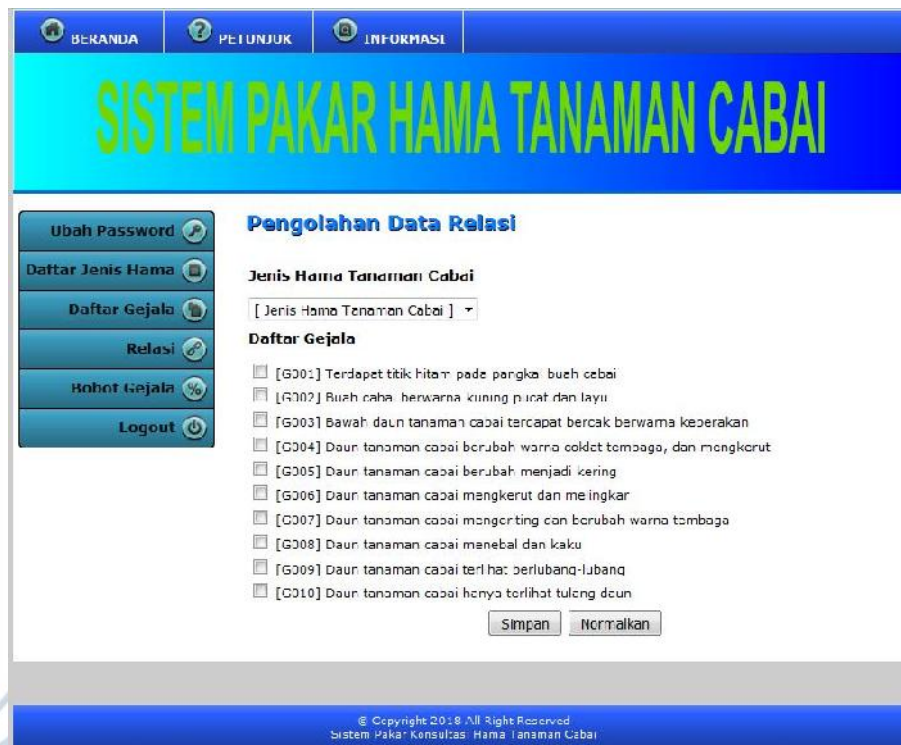 BERANDA PETUNJUK INFORMASI
SISTEM PAKAR HAMA TANAMAN CABAI
Ubah Password
Daftar Jenis Hama
Daftar Gejala
Relasi
Bobot Gejala
Logout
Pengolahan Data Relasi
Jenis Hama Tanaman Cabai
[ Jenis Hama Tanaman Cabai ]
Daftar Gejala
[G001] Terdapat titik hitam pada pangkal buah cabai
[G002] Buah cabai berwarna kuning pucat dan layu
[G003] Bawah daun tanaman cabai terdapat bercak berwarna keperakan
[G004] Daun tanaman cabai berubah warna coklat tembaga, dan mengkerut
[G005] Daun tanaman cabai berubah menjadi kering
[G006] Daun tanaman cabai mengkerut dan melingkar
[G007] Daun tanaman cabai mengeriting dan berubah warna tembaga
[G008] Daun tanaman cabai menebal dan kaku
[G009] Daun tanaman cabai terlihat berlubang-lubang
[G010] Daun tanaman cabai hanya terlihat tulang daun
Simpan Normalkan
© Copyright 2018 All Right Reserved
Sistem Pakar Konsultasi Hama Tanaman Cabai